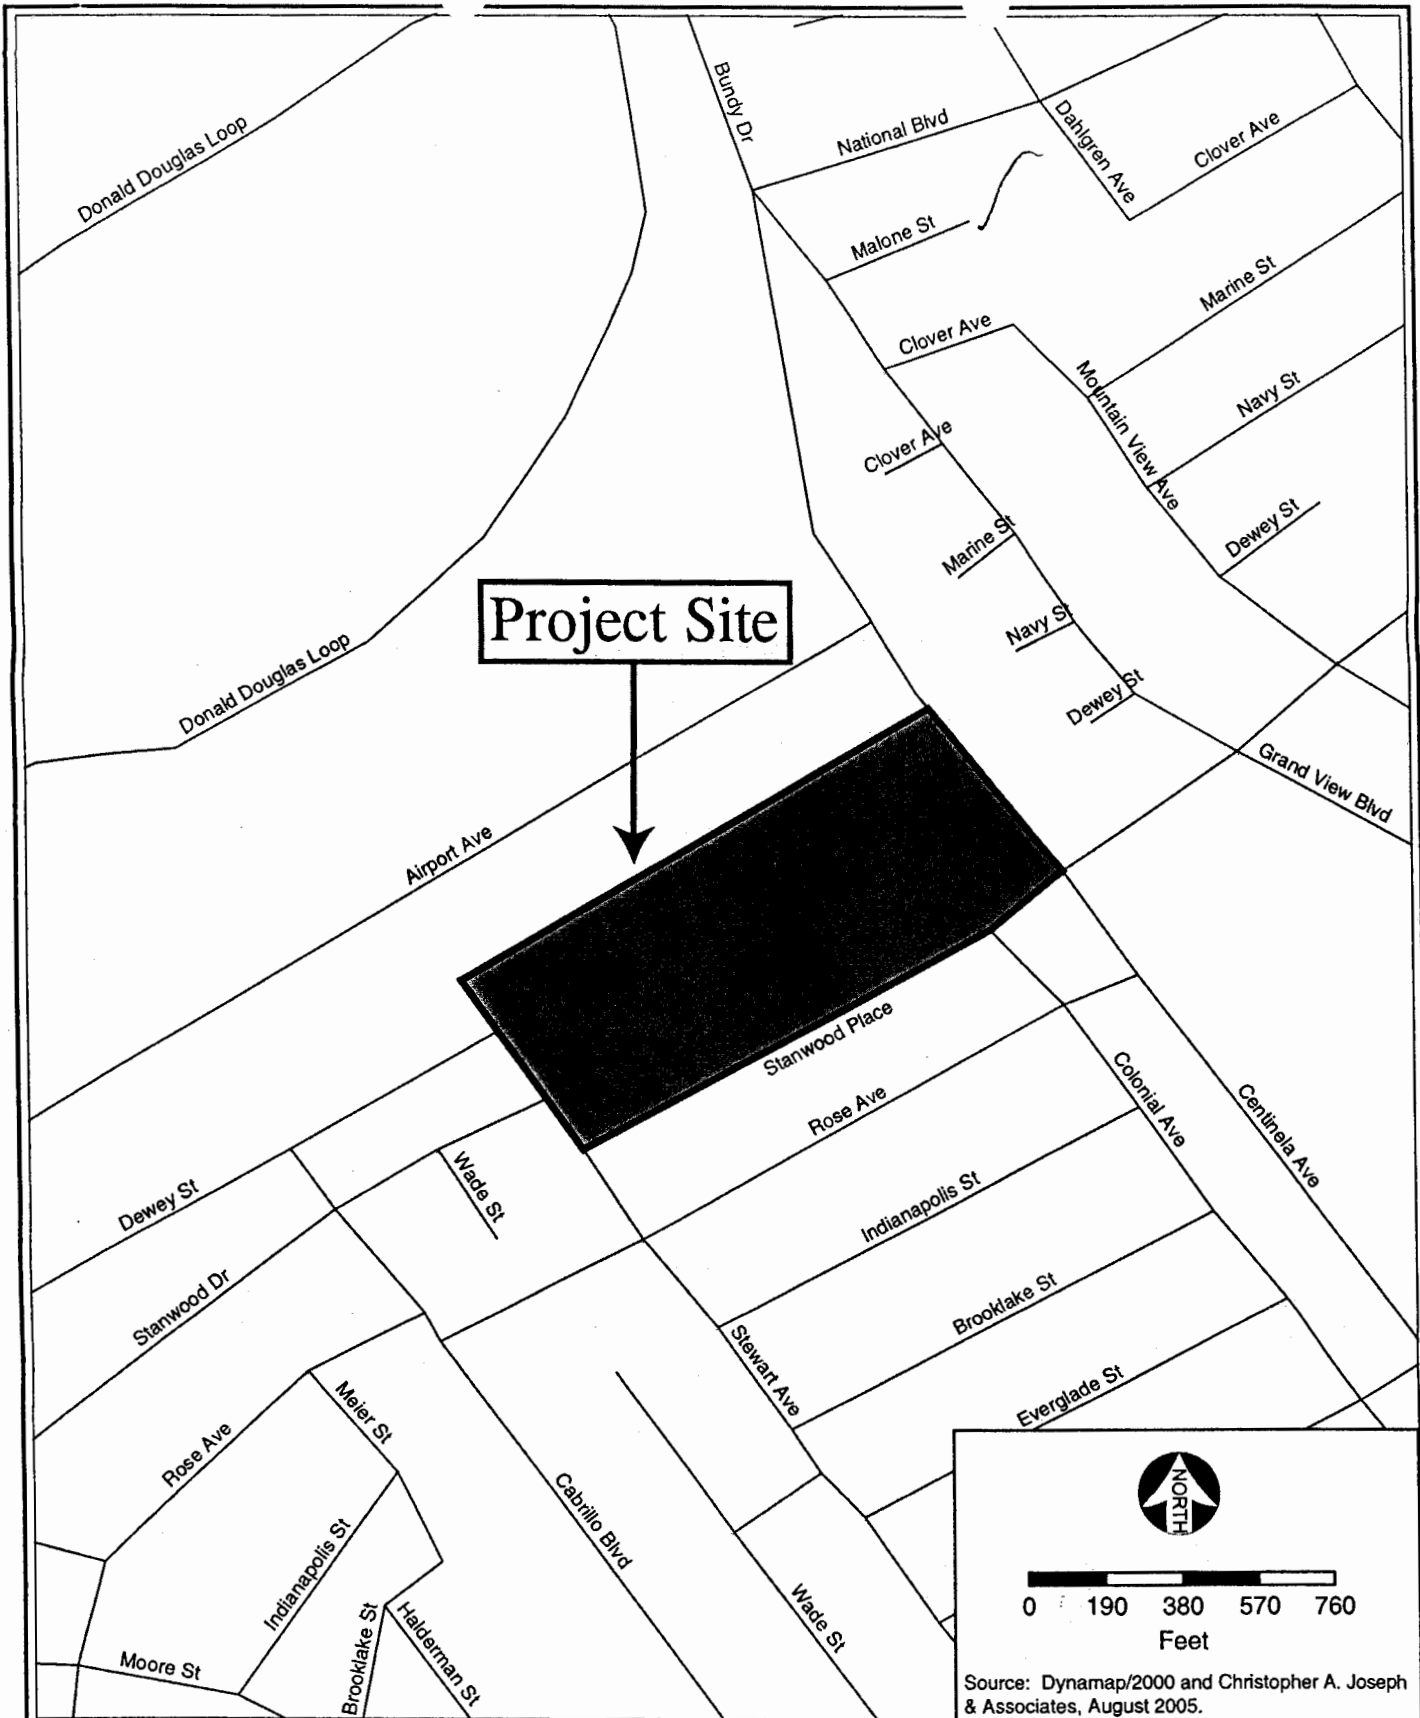 Bundy Dr
National Blvd
Dahlgren Ave
Clover Ave
Donald Douglas Loop
Malone St
Marine St
Clover Ave
Mountain View Ave
Navy St
Clover Ave
Dewey St
Marine St
Project Site
Navy St
Donald Douglas Loop
Dewey St
Grand View Blvd
Airport Ave
Stanwood Place
Rose Ave
Colonial Ave
Centinela Ave
Wade St
Dewey St
Indianapolis St
Stanwood Dr
Brooklake St
Stewart Ave
Meier St
Everglade St
Rose Ave
Cabrillo Blvd
Indianapolis St
Wade St
Brooklake St
Halderman St
Moore St
NORTH
0 190 380 570 760
Feet
Source: Dynamap/2000 and Christopher A. Joseph
& Associates, August 2005.